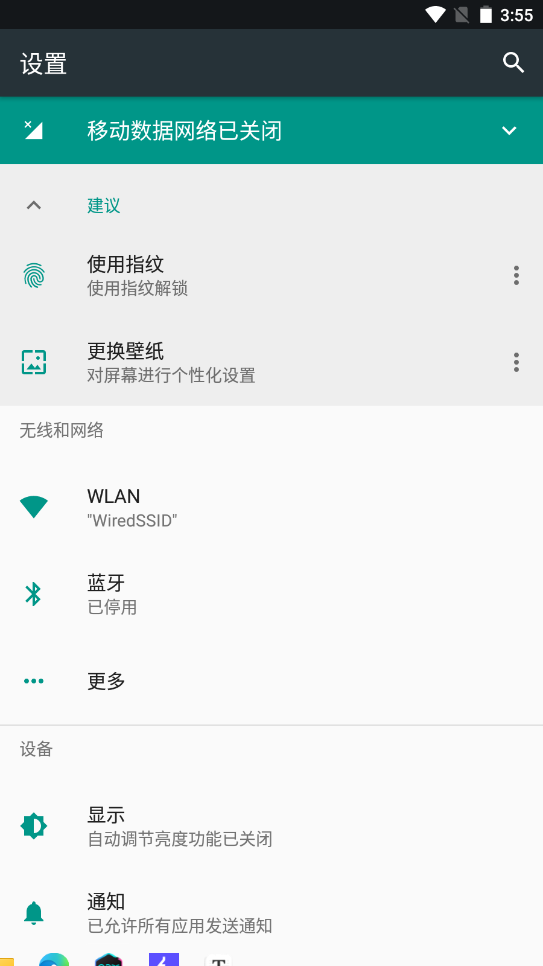 3:55
设置
移动数据网络已关闭
建议
使用指纹
使用指纹解锁
更换壁纸
对屏幕进行个性化设置
无线和网络
WLAN
"WiredSSID"
蓝牙
已停用
更多
设备
显示
自动调节亮度功能已关闭
通知
已允许所有应用发送通知